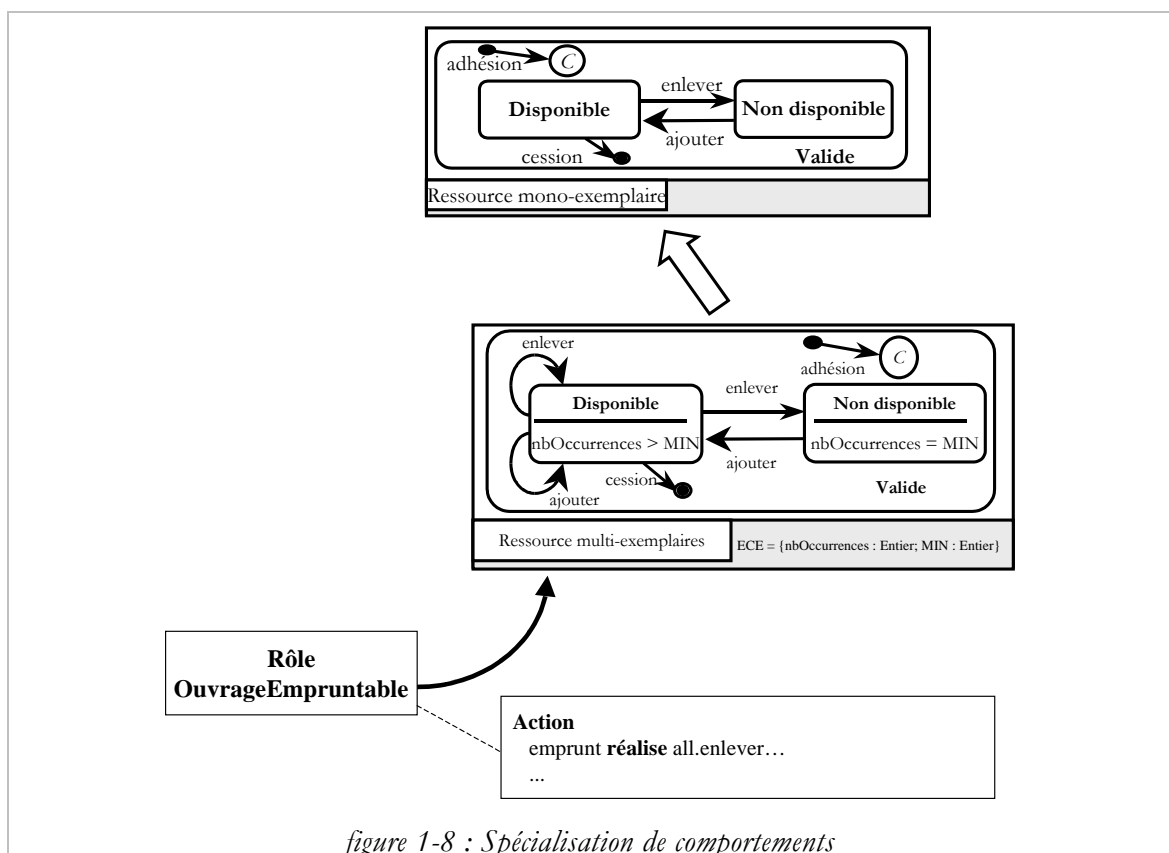 adhésion
C
enlever
Disponible
Non disponible
ajouter
cession
Valide
Ressource mono-exemplaire
enlever
adhésion
C
enlever
Disponible
Non disponible
nbOccurrences > MIN
nbOccurrences = MIN
ajouter
cession
ajouter
Valide
Ressource multi-exemplaires
ECE = {nbOccurrences : Entier; MIN : Entier}
Rôle
OuvrageEmpruntable
Action
emprunt réalise all.enlever…
...
figure 1-8 : Spécialisation de comportements